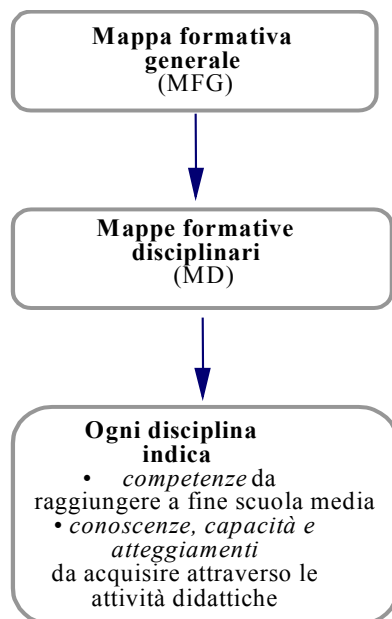 Mappa formativa
generale
(MFG)
Mappe formative
disciplinari
(MD)
Ogni disciplina
indica
• competenze da
raggiungere a fine scuola media
• conoscenze, capacità e
atteggiamenti
da acquisire attraverso le
attività didattiche